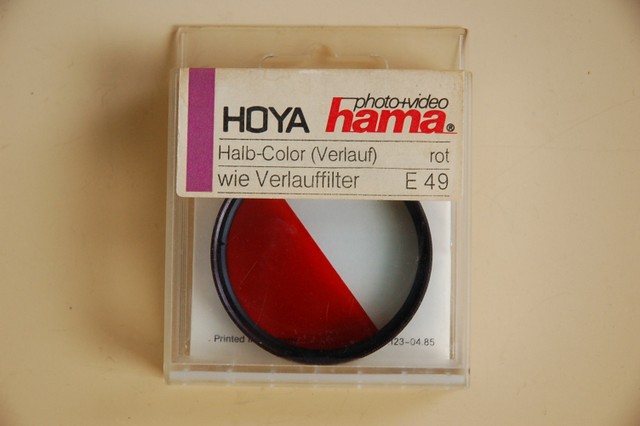 HOYA photo+video hama®
Halb-Color (Verlauf) rot
wie Verlauffilter E 49
Printed 123-04.85